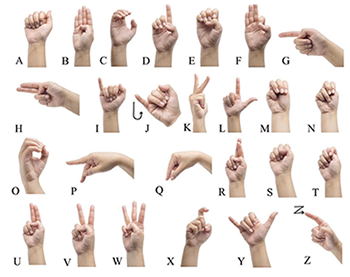 A B C D E F G
H I J K L M N
O P Q R S T
U V W X Y Z